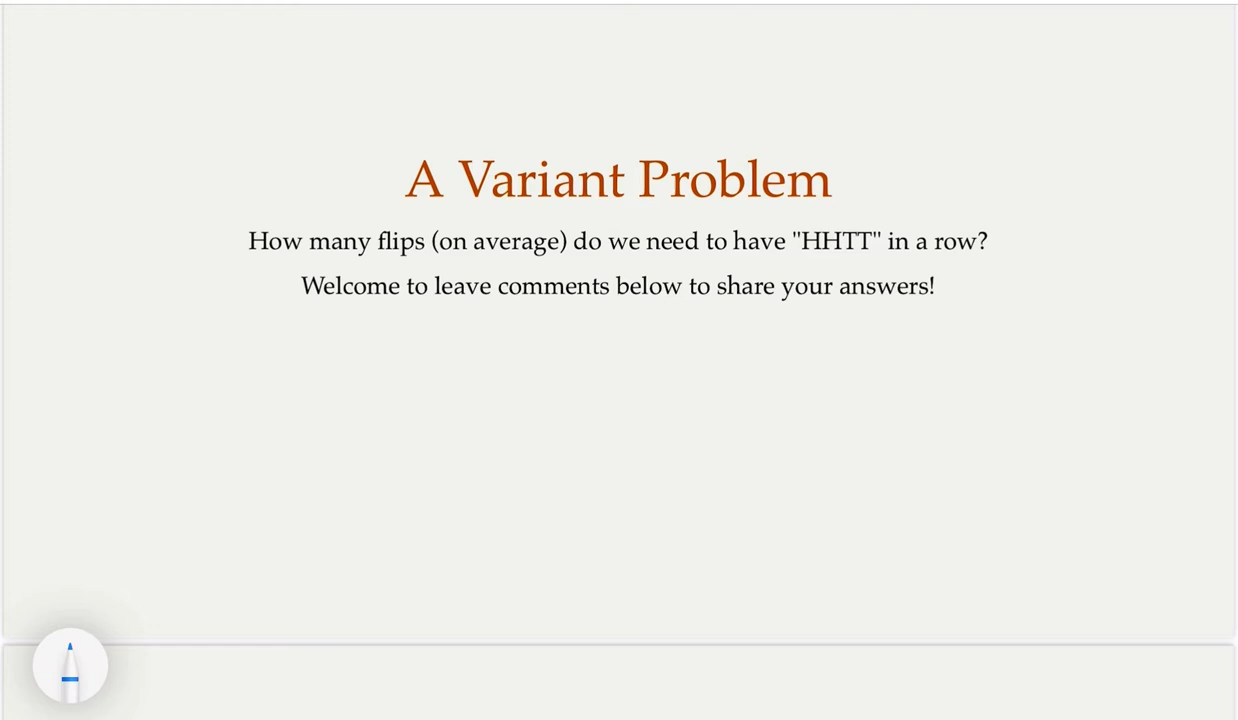 A Variant Problem
How many flips (on average) do we need to have "HHTT" in a row?
Welcome to leave comments below to share your answers!